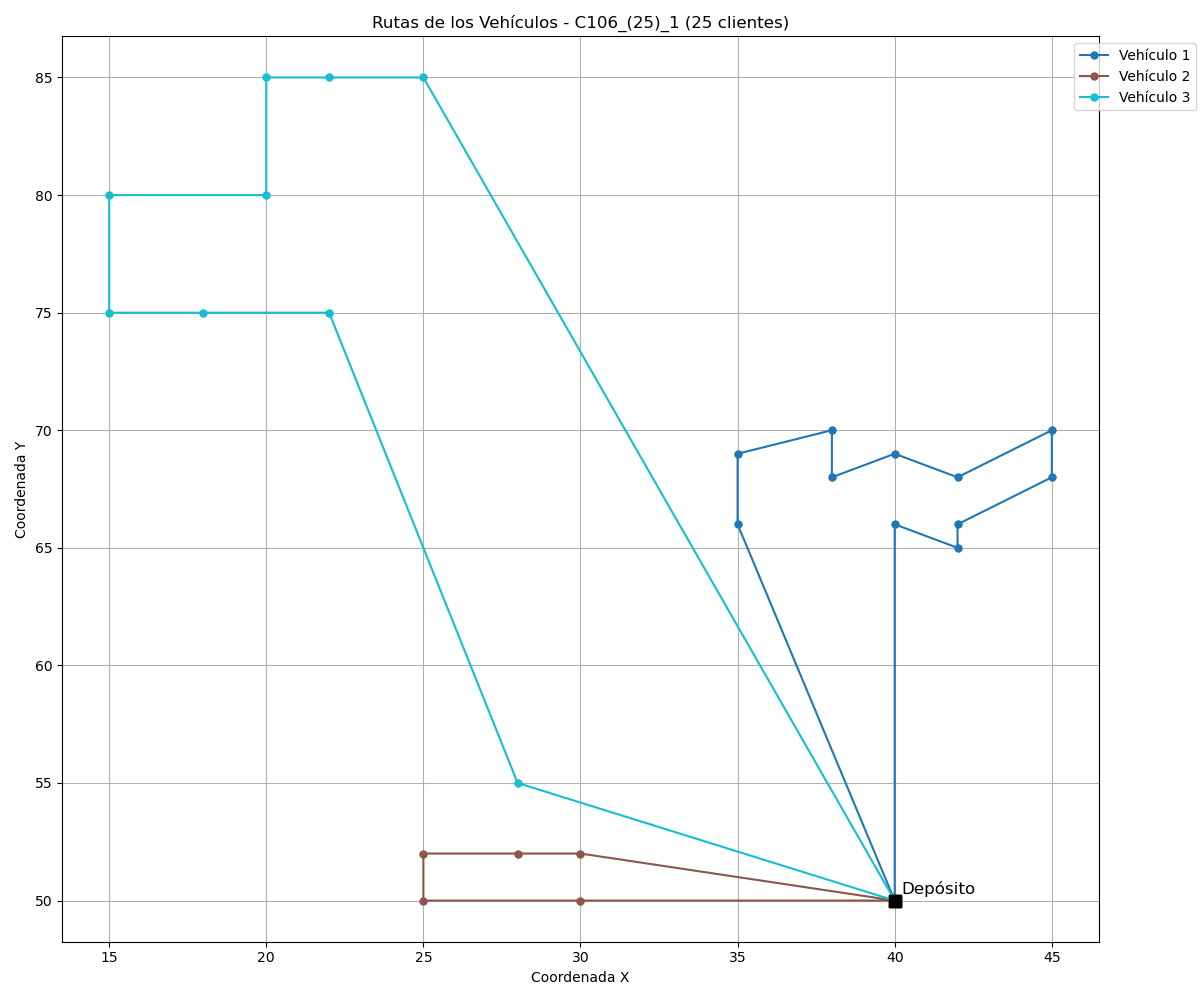 Rutas de los Vehículos - C106_(25)_1 (25 clientes)
Vehículo 1
Vehículo 2
Vehículo 3
85
80
75
70
65
60
55
50
Coordenada Y
Depósito
15 20 25 30 35 40 45
Coordenada X